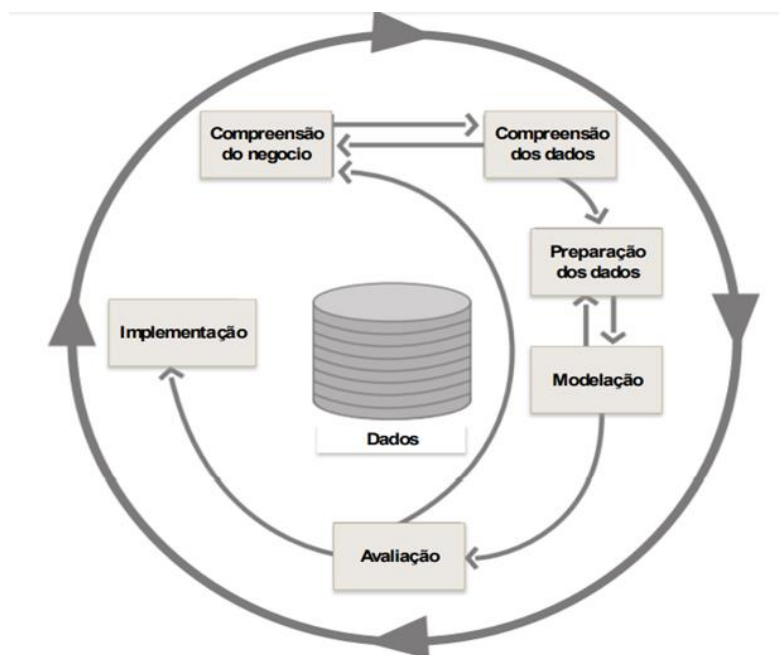 Compreensão
do negocio
Compreensão
dos dados
Preparação
dos dados
Implementação
Modelação
Dados
Avaliação